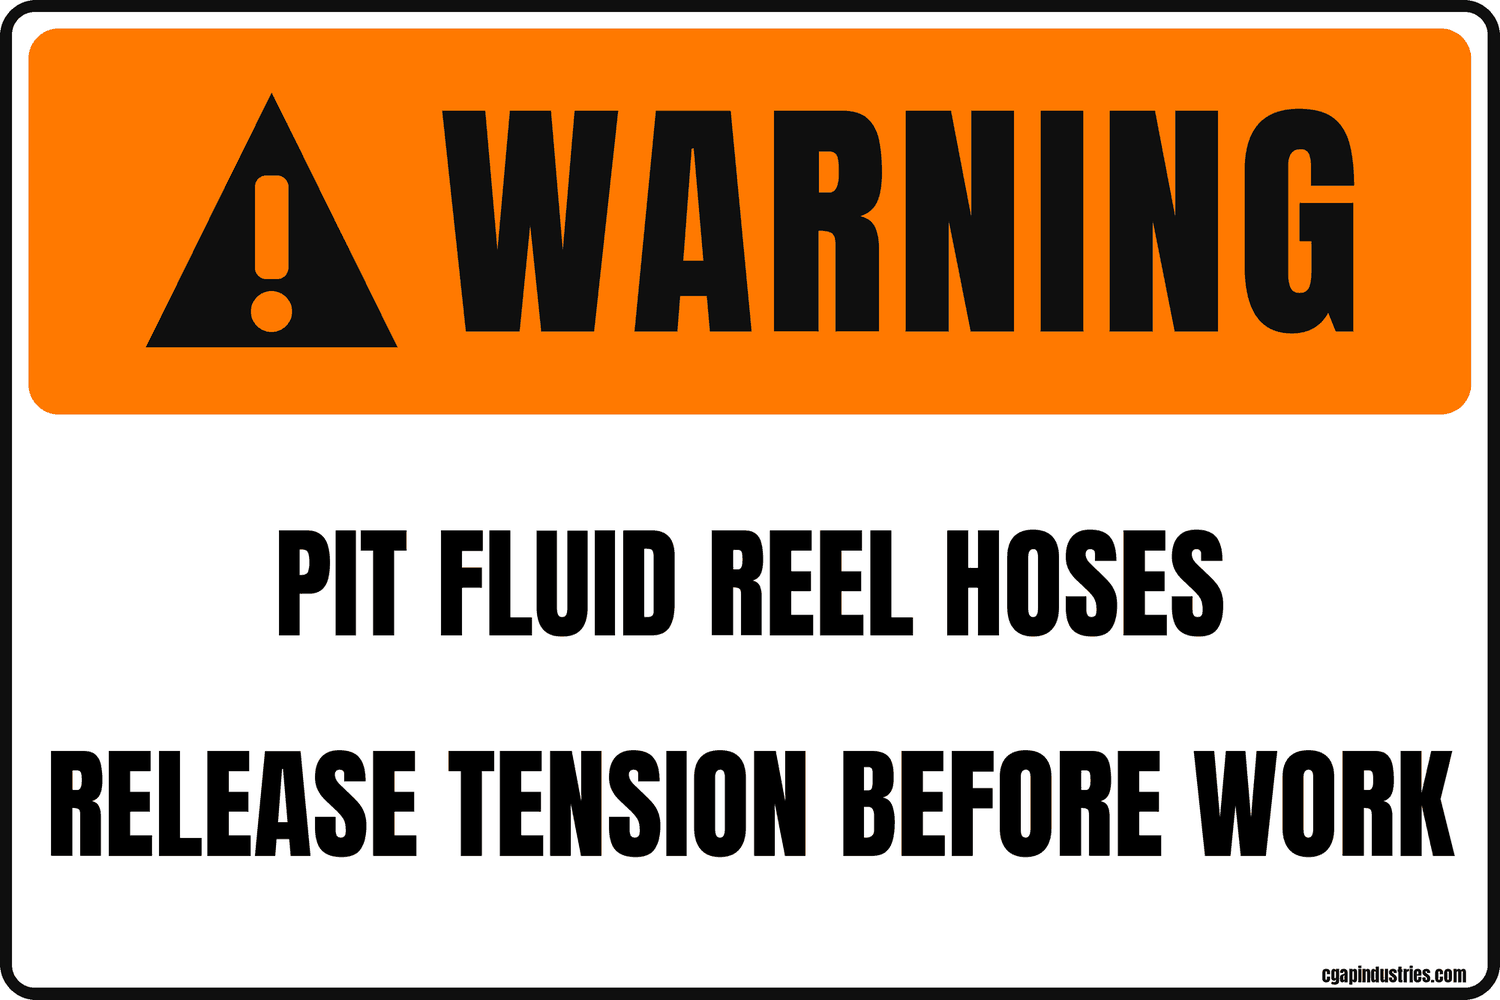 WARNING
PIT FLUID REEL HOSES
RELEASE TENSION BEFORE WORK
cgapindustries.com